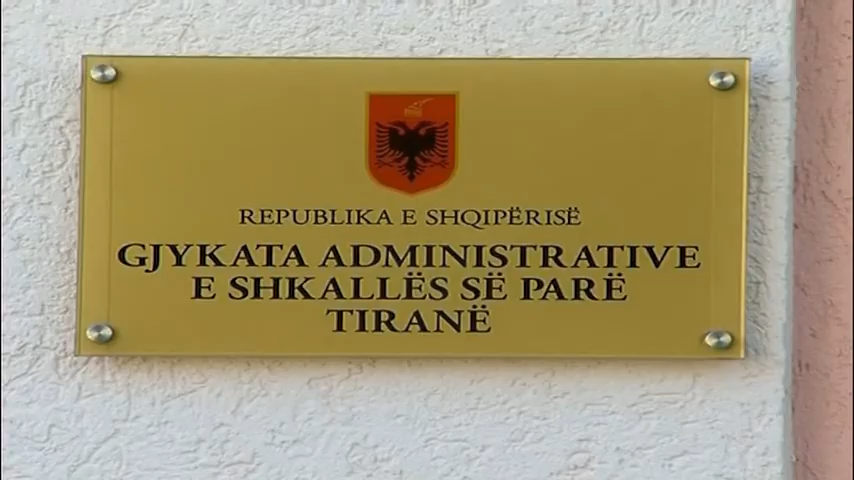 REPUBLIKA E SHQIPËRISË
GJYKATA ADMINISTRATIVE
E SHKALLËS SË PARË
TIRANË